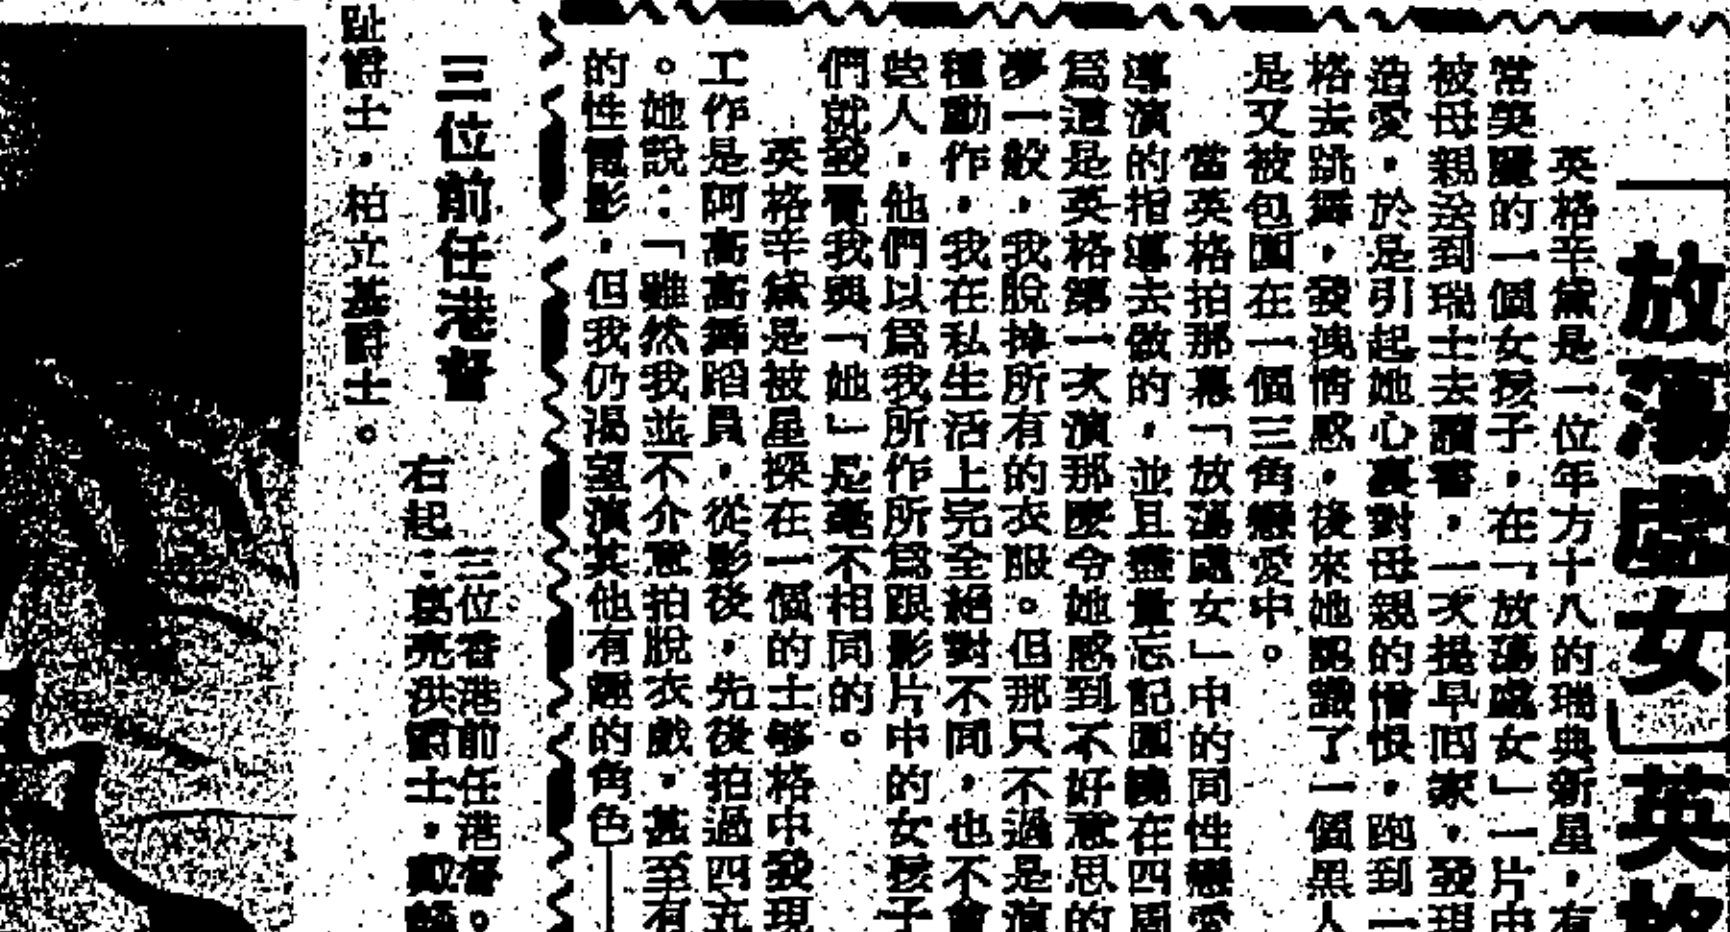 放蕩處女」英格
英格辛黛是一位年方十八的瑞典新星,有
常美麗的一個女孩子,在「放蕩處女」一片中
被母親送到瑞士去讀書,一次提早回家,發現
造愛,於是引起她心裏對母親的憎恨,跑到一
格去跳舞,發洩情感,後來她認識了一個黑人
是又被包圍在一個三角戀愛中。
當英格拍那幕「放蕩處女」中的同性戀愛
導演的指導去做的,並且盡量忘記圍繞在四周
爲這是英格第一次演那麼令她感到不好意思的
夢一般,我脫掉所有的衣服。但那只不過是演
種動作,我在私生活上完全絕對不同,也不會
些人,他們以爲我所作所爲跟影片中的女孩子
們就發覺我與「她」是毫不相同的。
英格辛黛是被星探在一個的士够格中發現
工作是阿高高舞蹈員,從影後,先後拍過四五
。她說:「雖然我並不介意拍脫衣戲,甚至有
的性電影,但我仍渴望演其他有趣的角色—
三位前任港督
三位香港前任港督。
右起:葛亮洪爵士,戴麟
趾爵士,柏立基爵士。